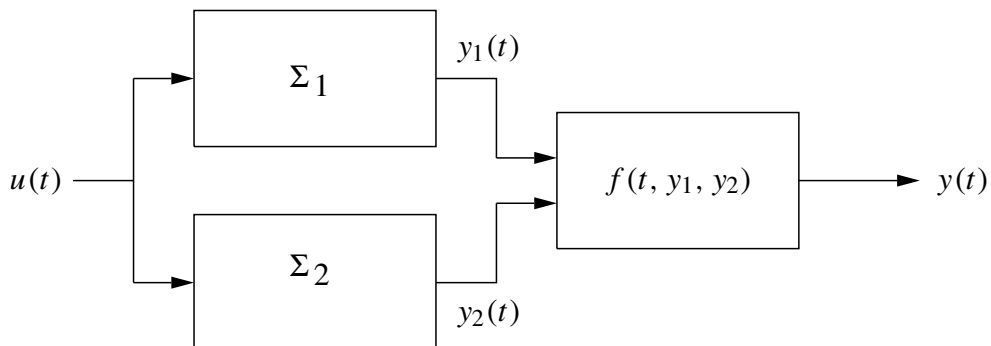 y₁(t)
Σ₁
u(t)
f(t, y₁, y₂)
y(t)
Σ₂
y₂(t)